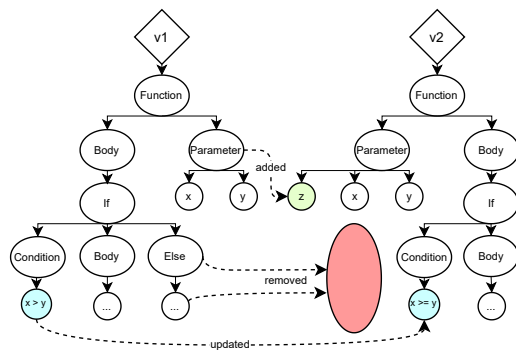 v1
v2
Function
Function
Body
Parameter
Parameter
Body
added
If
x
y
z
x
y
If
Condition
Body
Else
Condition
Body
removed
x > y
...
...
x >= y
...
updated